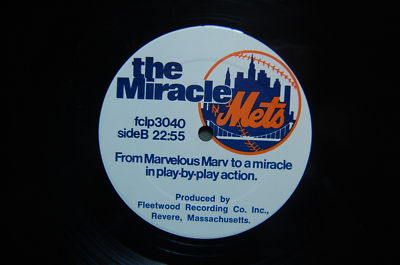 the
Miracle
Mets
fclp3040
sideB 22:55
From Marvelous Marv to a miracle
in play-by-play action.
Produced by
Fleetwood Recording Co. Inc.,
Revere, Massachusetts.